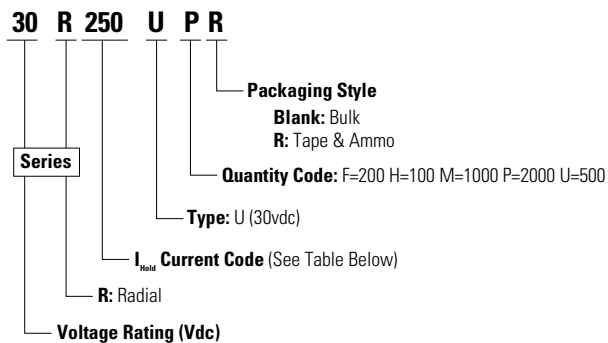 30 R 250 U P R
Packaging Style
Blank: Bulk
R: Tape & Ammo
Series
Quantity Code: F=200 H=100 M=1000 P=2000 U=500
Type: U (30vdc)
IHold Current Code (See Table Below)
R: Radial
Voltage Rating (Vdc)